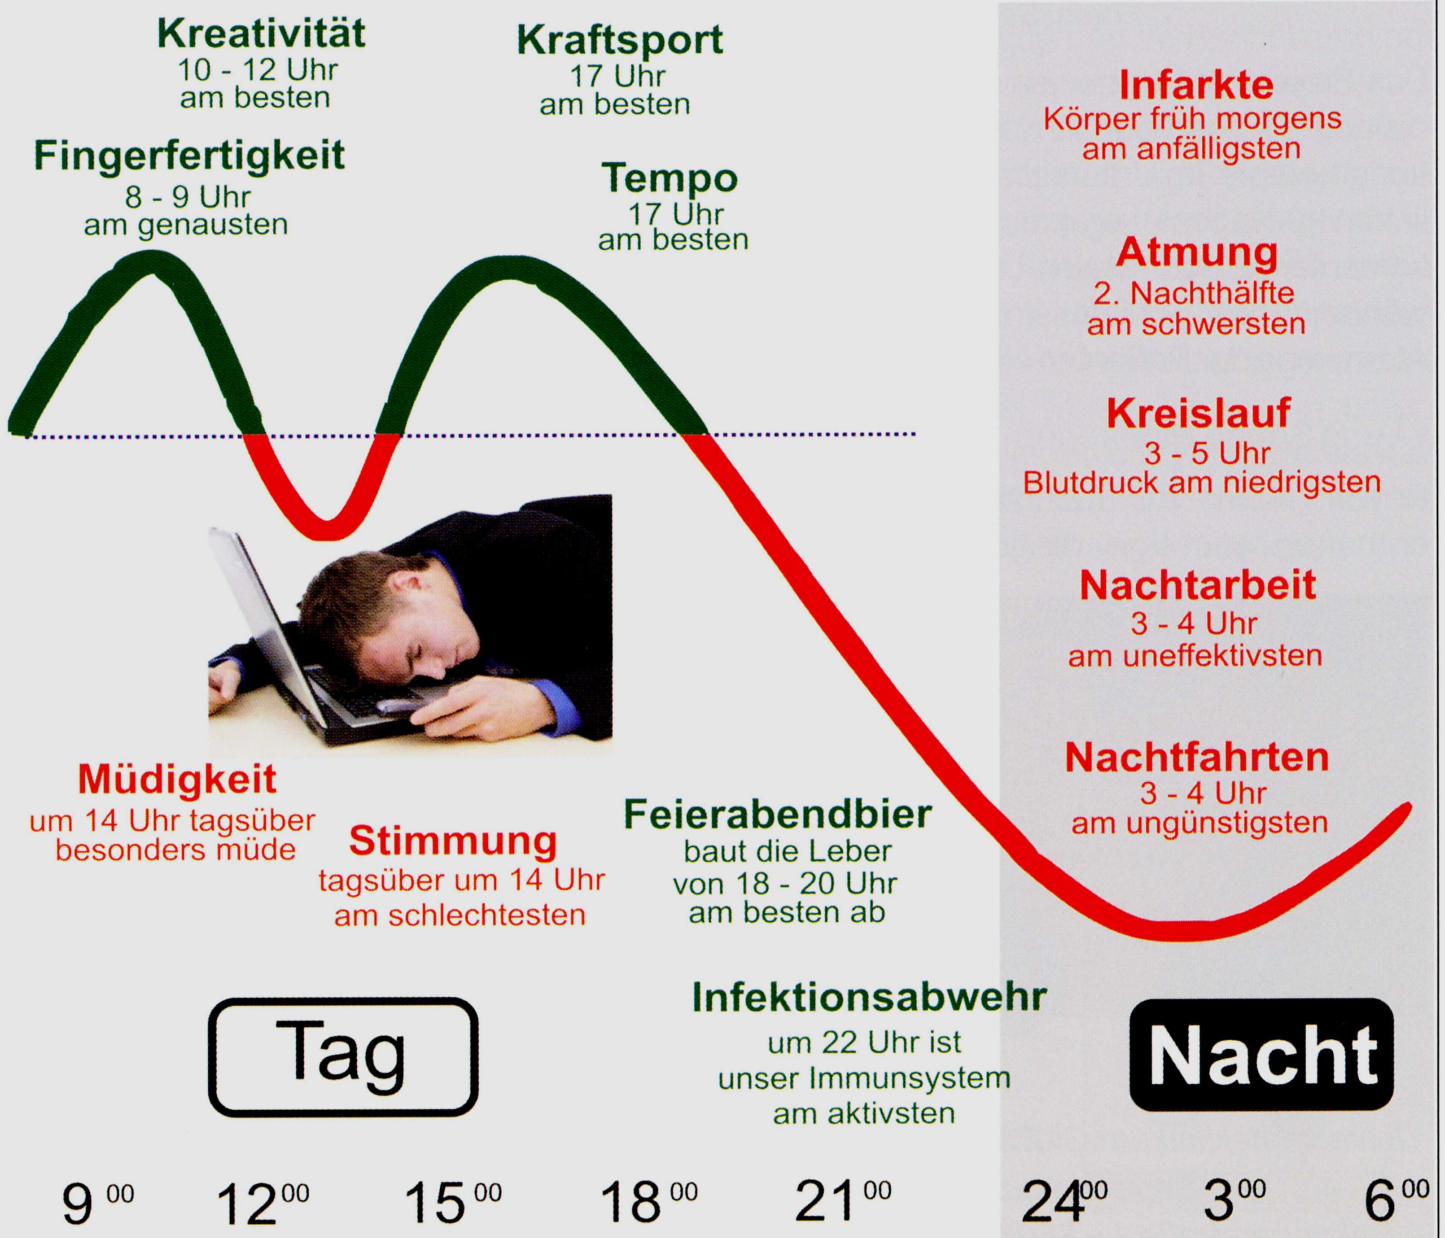 Kreativität
10 - 12 Uhr
am besten
Kraftsport
17 Uhr
am besten
Fingerfertigkeit
8 - 9 Uhr
am genausten
Tempo
17 Uhr
am besten
Infarkte
Körper früh morgens
am anfälligsten
Atmung
2. Nachthälfte
am schwersten
Kreislauf
3 - 5 Uhr
Blutdruck am niedrigsten
Nachtarbeit
3 - 4 Uhr
am uneffektivsten
Nachtfahrten
3 - 4 Uhr
am ungünstigsten
Müdigkeit
um 14 Uhr tagsüber
besonders müde
Stimmung
tagsüber um 14 Uhr
am schlechtesten
Feierabendbier
baut die Leber
von 18 - 20 Uhr
am besten ab
Infektionsabwehr
um 22 Uhr ist
unser Immunsystem
am aktivsten
Tag
Nacht
9 00 12 00 15 00 18 00 21 00 24 00 3 00 6 00